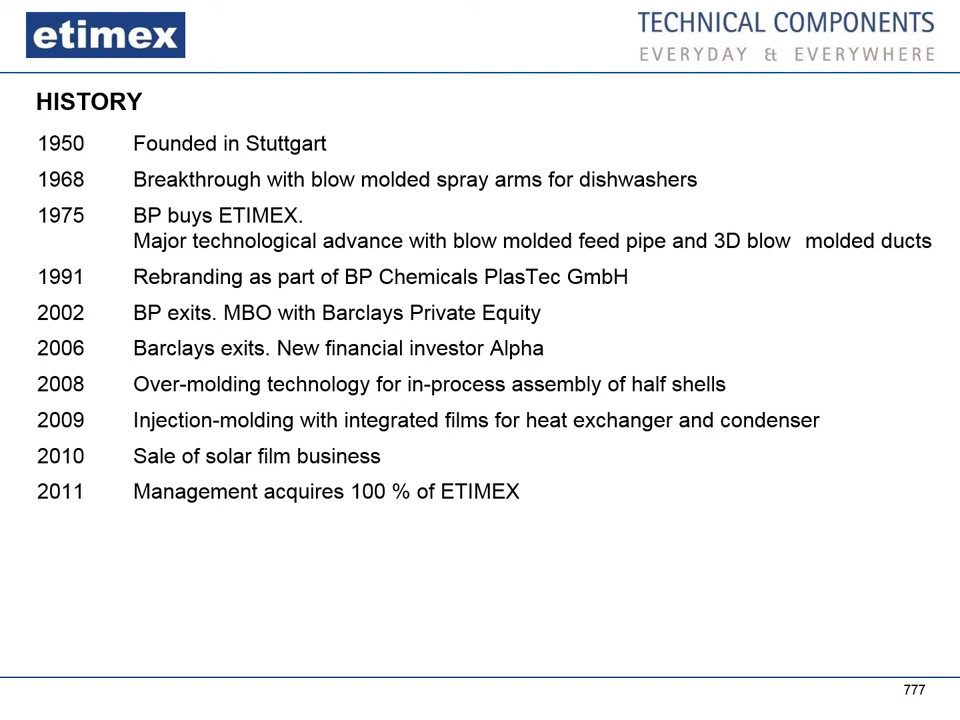 etimex
TECHNICAL COMPONENTS
EVERYDAY & EVERYWHERE
HISTORY
1950 Founded in Stuttgart
1968 Breakthrough with blow molded spray arms for dishwashers
1975 BP buys ETIMEX.
Major technological advance with blow molded feed pipe and 3D blow molded ducts
1991 Rebranding as part of BP Chemicals PlasTec GmbH
2002 BP exits. MBO with Barclays Private Equity
2006 Barclays exits. New financial investor Alpha
2008 Over-molding technology for in-process assembly of half shells
2009 Injection-molding with integrated films for heat exchanger and condenser
2010 Sale of solar film business
2011 Management acquires 100 % of ETIMEX
777